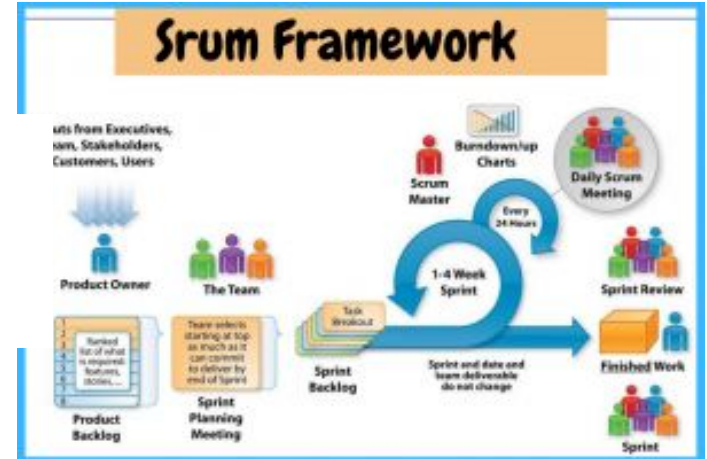 Srum Framework
uts from Executives,
am, Stakeholders,
Customers, Users
Burndown/up
Charts
Scrum
Master
Daily Scrum
Meeting
Every
24 Hours
Product Owner
The Team
1-4 Week
Sprint
Sprint Review
Ranked
list of what
is required:
features,
stories, ...
Team selects
starting at top
as much as it
can commit
to deliver by
end of Sprint
Task
Breakout
Sprint
Backlog
Sprint end date and
team deliverable
do not change
Finished Work
Product
Backlog
Sprint
Planning
Meeting
Sprint